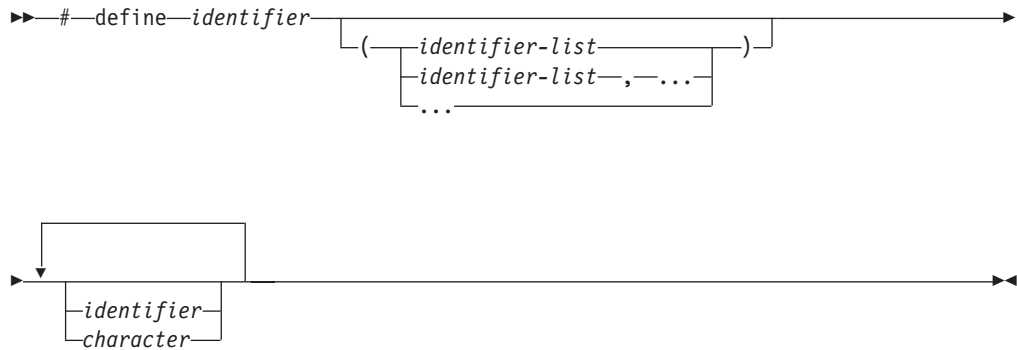 # define identifier
( identifier-list )
identifier-list , ...
...
identifier
character